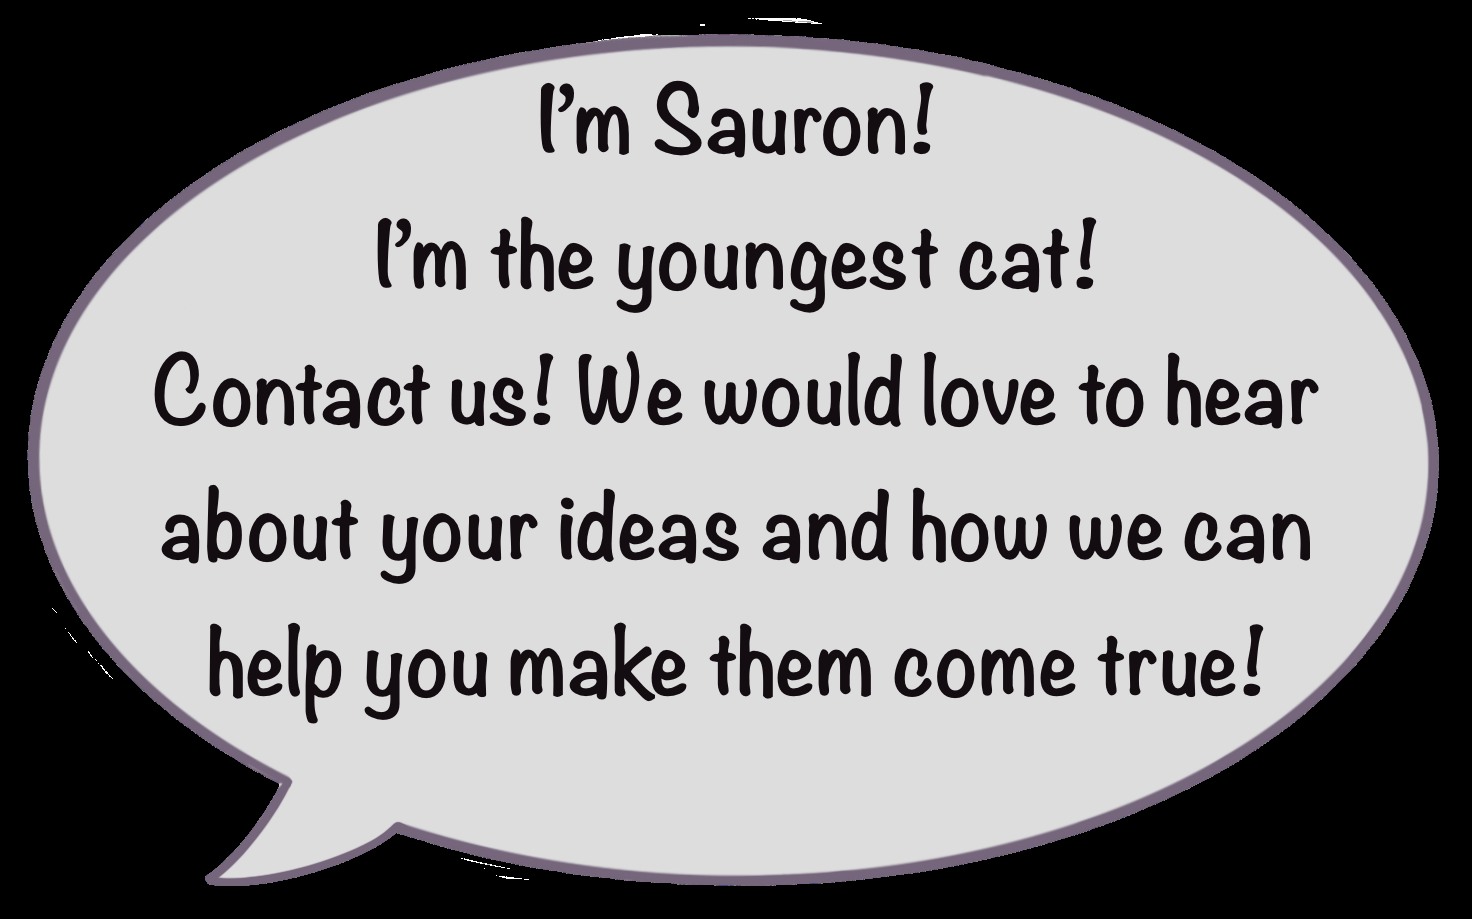 I’m Sauron!
I’m the youngest cat!
Contact us! We would love to hear
about your ideas and how we can
help you make them come true!